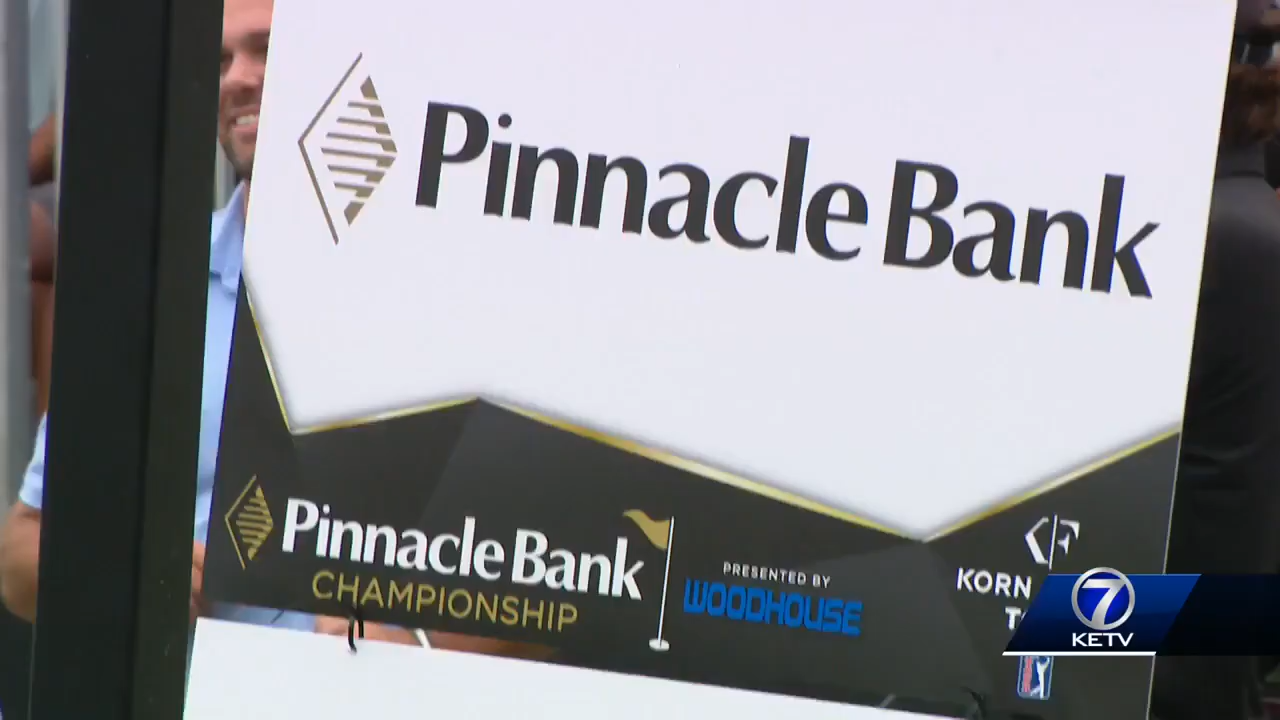 Pinnacle Bank
Pinnacle Bank
CHAMPIONSHIP
PRESENTED BY
WOODHOUSE
KORN
7
KETV